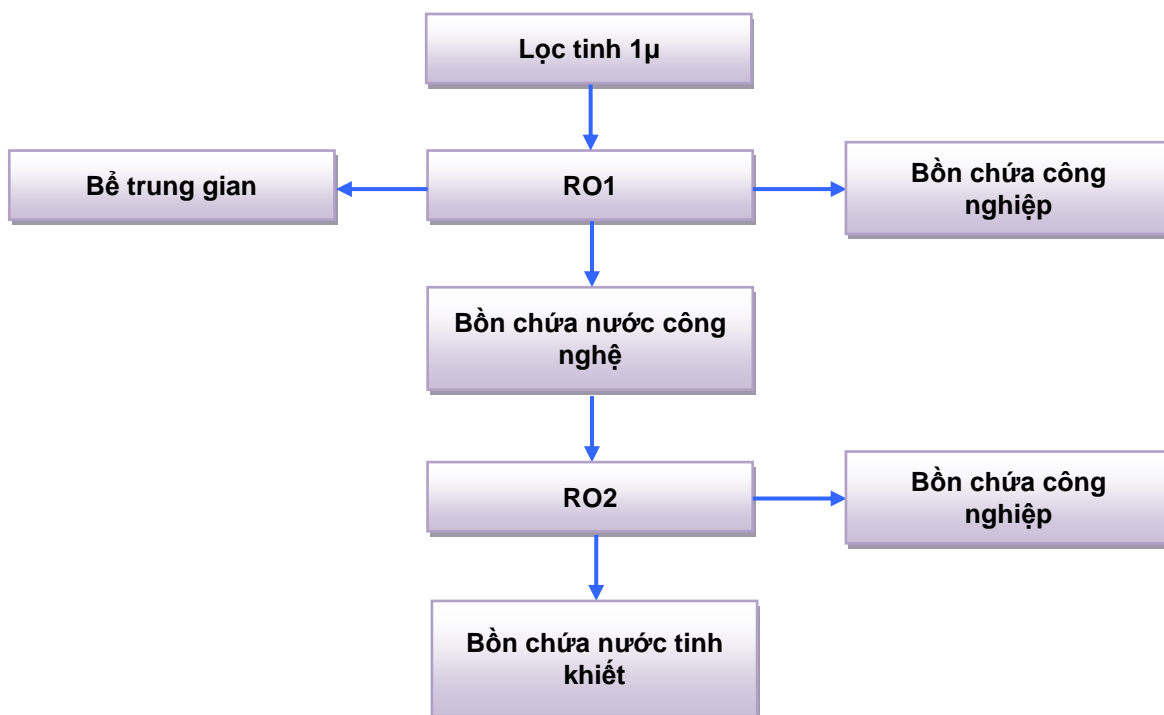 Lọc tinh 1µ
Bể trung gian
RO1
Bồn chứa công
nghiệp
Bồn chứa nước công
nghệ
RO2
Bồn chứa công
nghiệp
Bồn chứa nước tinh
khiết